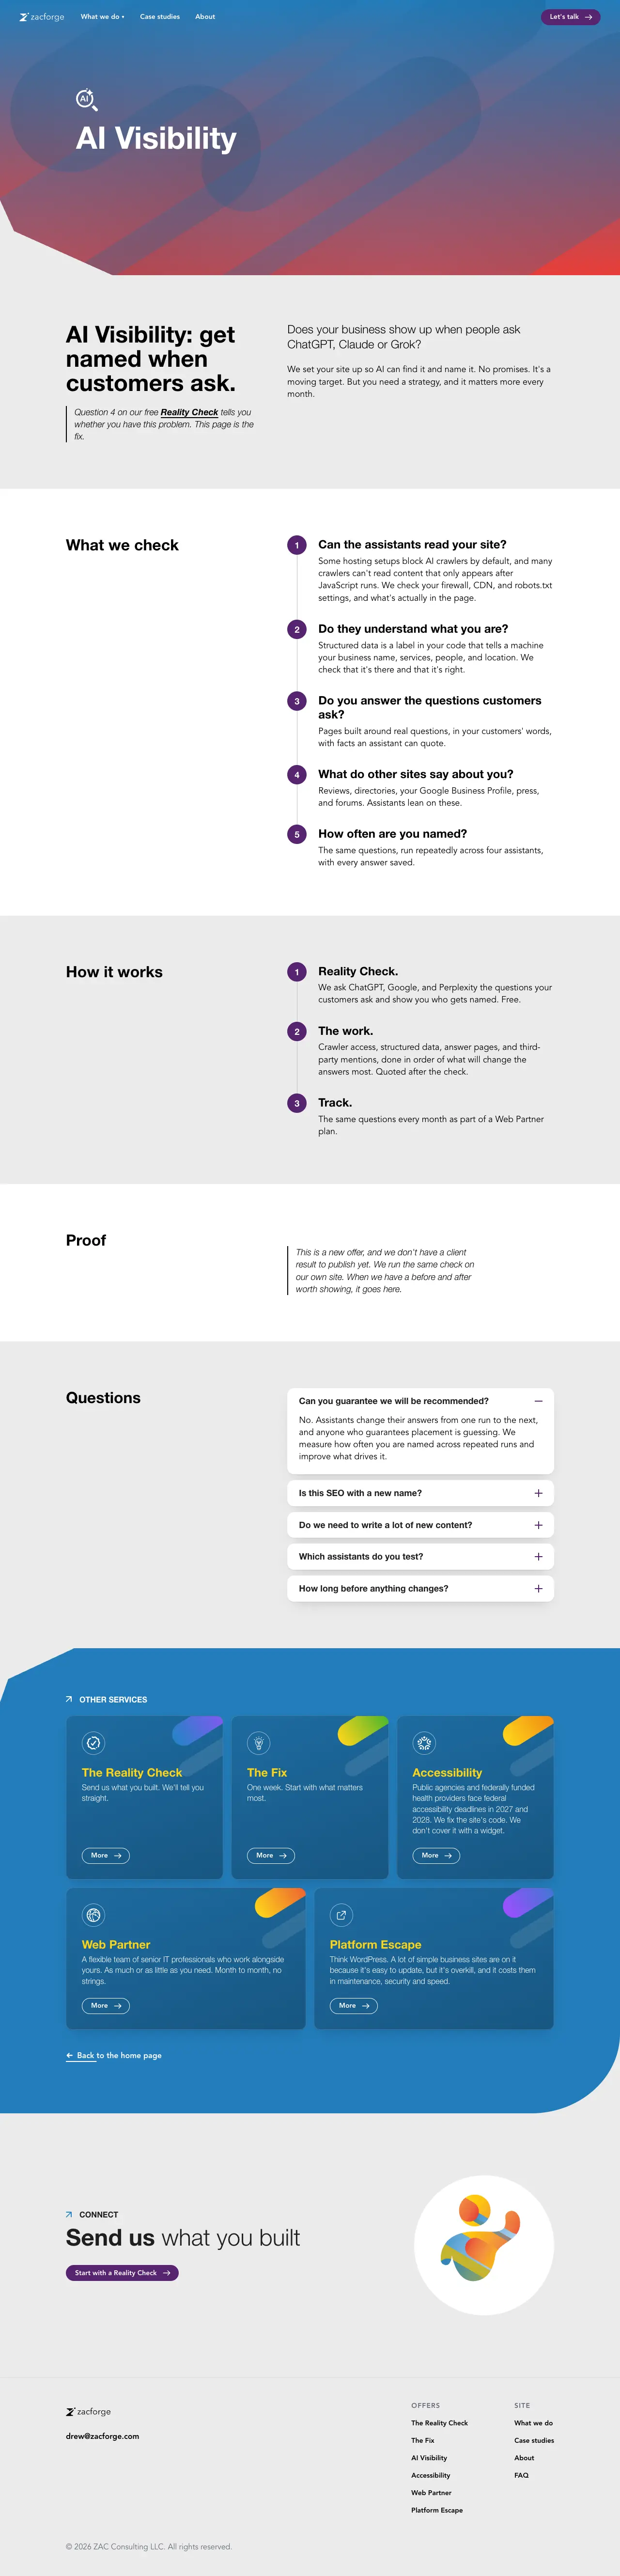 zacforge
What we do
Case studies
About
Let's talk
AI
AI Visibility
AI Visibility: get
named when
customers ask.
Question 4 on our free Reality Check tells you
whether you have this problem. This page is the
fix.
Does your business show up when people ask
ChatGPT, Claude or Grok?
We set your site up so AI can find it and name it. No promises. It's a
moving target. But you need a strategy, and it matters more every
month.
What we check
1
Can the assistants read your site?
Some hosting setups block AI crawlers by default, and many
crawlers can't read content that only appears after
JavaScript runs. We check your firewall, CDN, and robots.txt
settings, and what's actually in the page.
2
Do they understand what you are?
Structured data is a label in your code that tells a machine
your business name, services, people, and location. We
check that it's there and that it's right.
3
Do you answer the questions customers
ask?
Pages built around real questions, in your customers' words,
with facts an assistant can quote.
4
What do other sites say about you?
Reviews, directories, your Google Business Profile, press,
and forums. Assistants lean on these.
5
How often are you named?
The same questions, run repeatedly across four assistants,
with every answer saved.
How it works
1
Reality Check.
We ask ChatGPT, Google, and Perplexity the questions your
customers ask and show you who gets named. Free.
2
The work.
Crawler access, structured data, answer pages, and third-
party mentions, done in order of what will change the
answers most. Quoted after the check.
3
Track.
The same questions every month as part of a Web Partner
plan.
Proof
This is a new offer, and we don't have a client
result to publish yet. We run the same check on
our own site. When we have a before and after
worth showing, it goes here.
Questions
Can you guarantee we will be recommended?
No. Assistants change their answers from one run to the next,
and anyone who guarantees placement is guessing. We
measure how often you are named across repeated runs and
improve what drives it.
Is this SEO with a new name?
Do we need to write a lot of new content?
Which assistants do you test?
How long before anything changes?
OTHER SERVICES
The Reality Check
Send us what you built. We'll tell you
straight.
More
The Fix
One week. Start with what matters
most.
More
Accessibility
Public agencies and federally funded
health providers face federal
accessibility deadlines in 2027 and
2028. We fix the site's code. We
don't cover it with a widget.
More
Web Partner
A flexible team of senior IT professionals who work alongside
yours. As much or as little as you need. Month to month, no
strings.
More
Platform Escape
Think WordPress. A lot of simple business sites are on it
because it's easy to update, but it's overkill, and it costs them
in maintenance, security and speed.
More
Back to the home page
CONNECT
Send us what you built
Start with a Reality Check
zacforge
drew@zacforge.com
OFFERS
The Reality Check
The Fix
AI Visibility
Accessibility
Web Partner
Platform Escape
SITE
What we do
Case studies
About
FAQ
© 2026 ZAC Consulting LLC. All rights reserved.